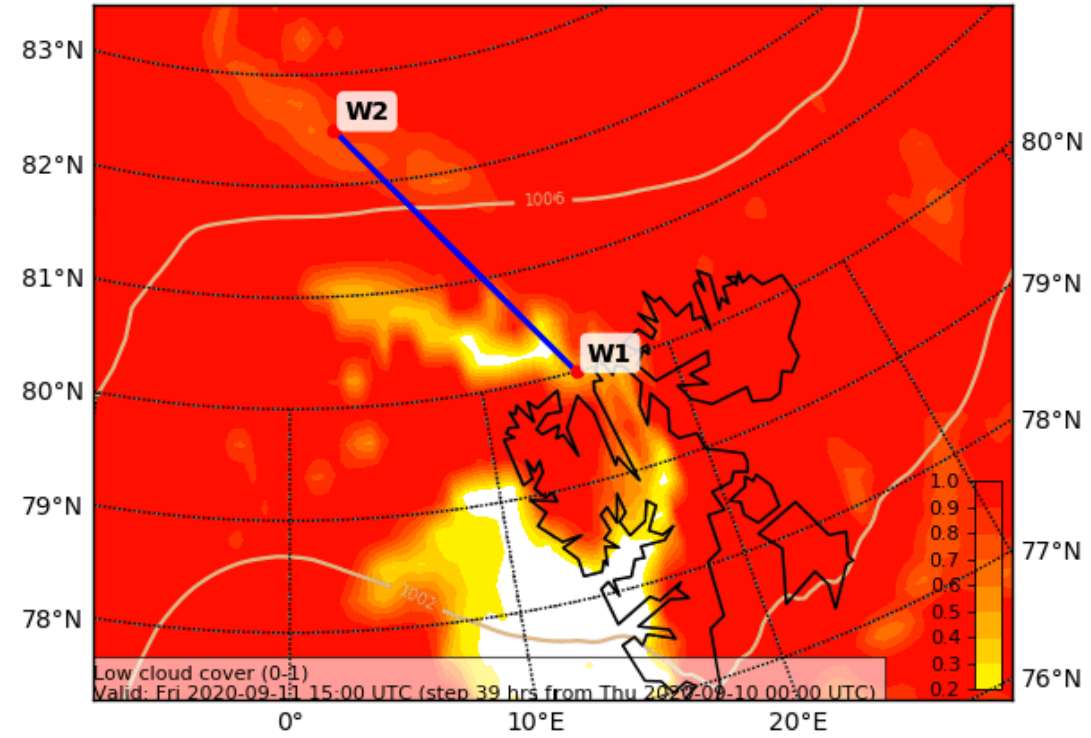 83°N
W2
82°N
80°N
1006
81°N
79°N
W1
80°N
78°N
1.0
79°N
0.9
0.8
77°N
0.7
1002
0.6
78°N
0.5
0.4
0.3
Low cloud cover (0-1)
76°N
0.2
Valid: Fri 2020-09-11 15:00 UTC (step 39 hrs from Thu 2020-09-10 00:00 UTC)
0° 10°E 20°E